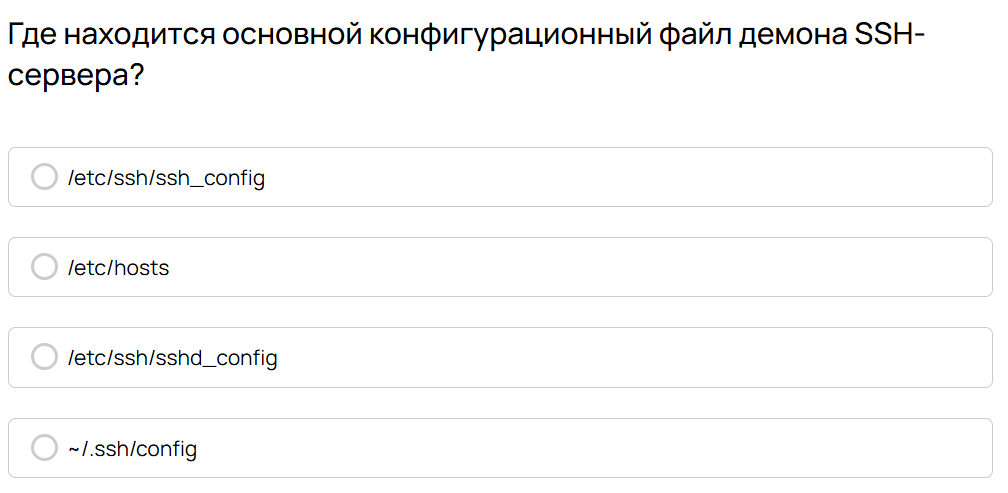 Где находится основной конфигурационный файл демона SSH-
сервера?
/etc/ssh/ssh_config
/etc/hosts
/etc/ssh/sshd_config
~/.ssh/config